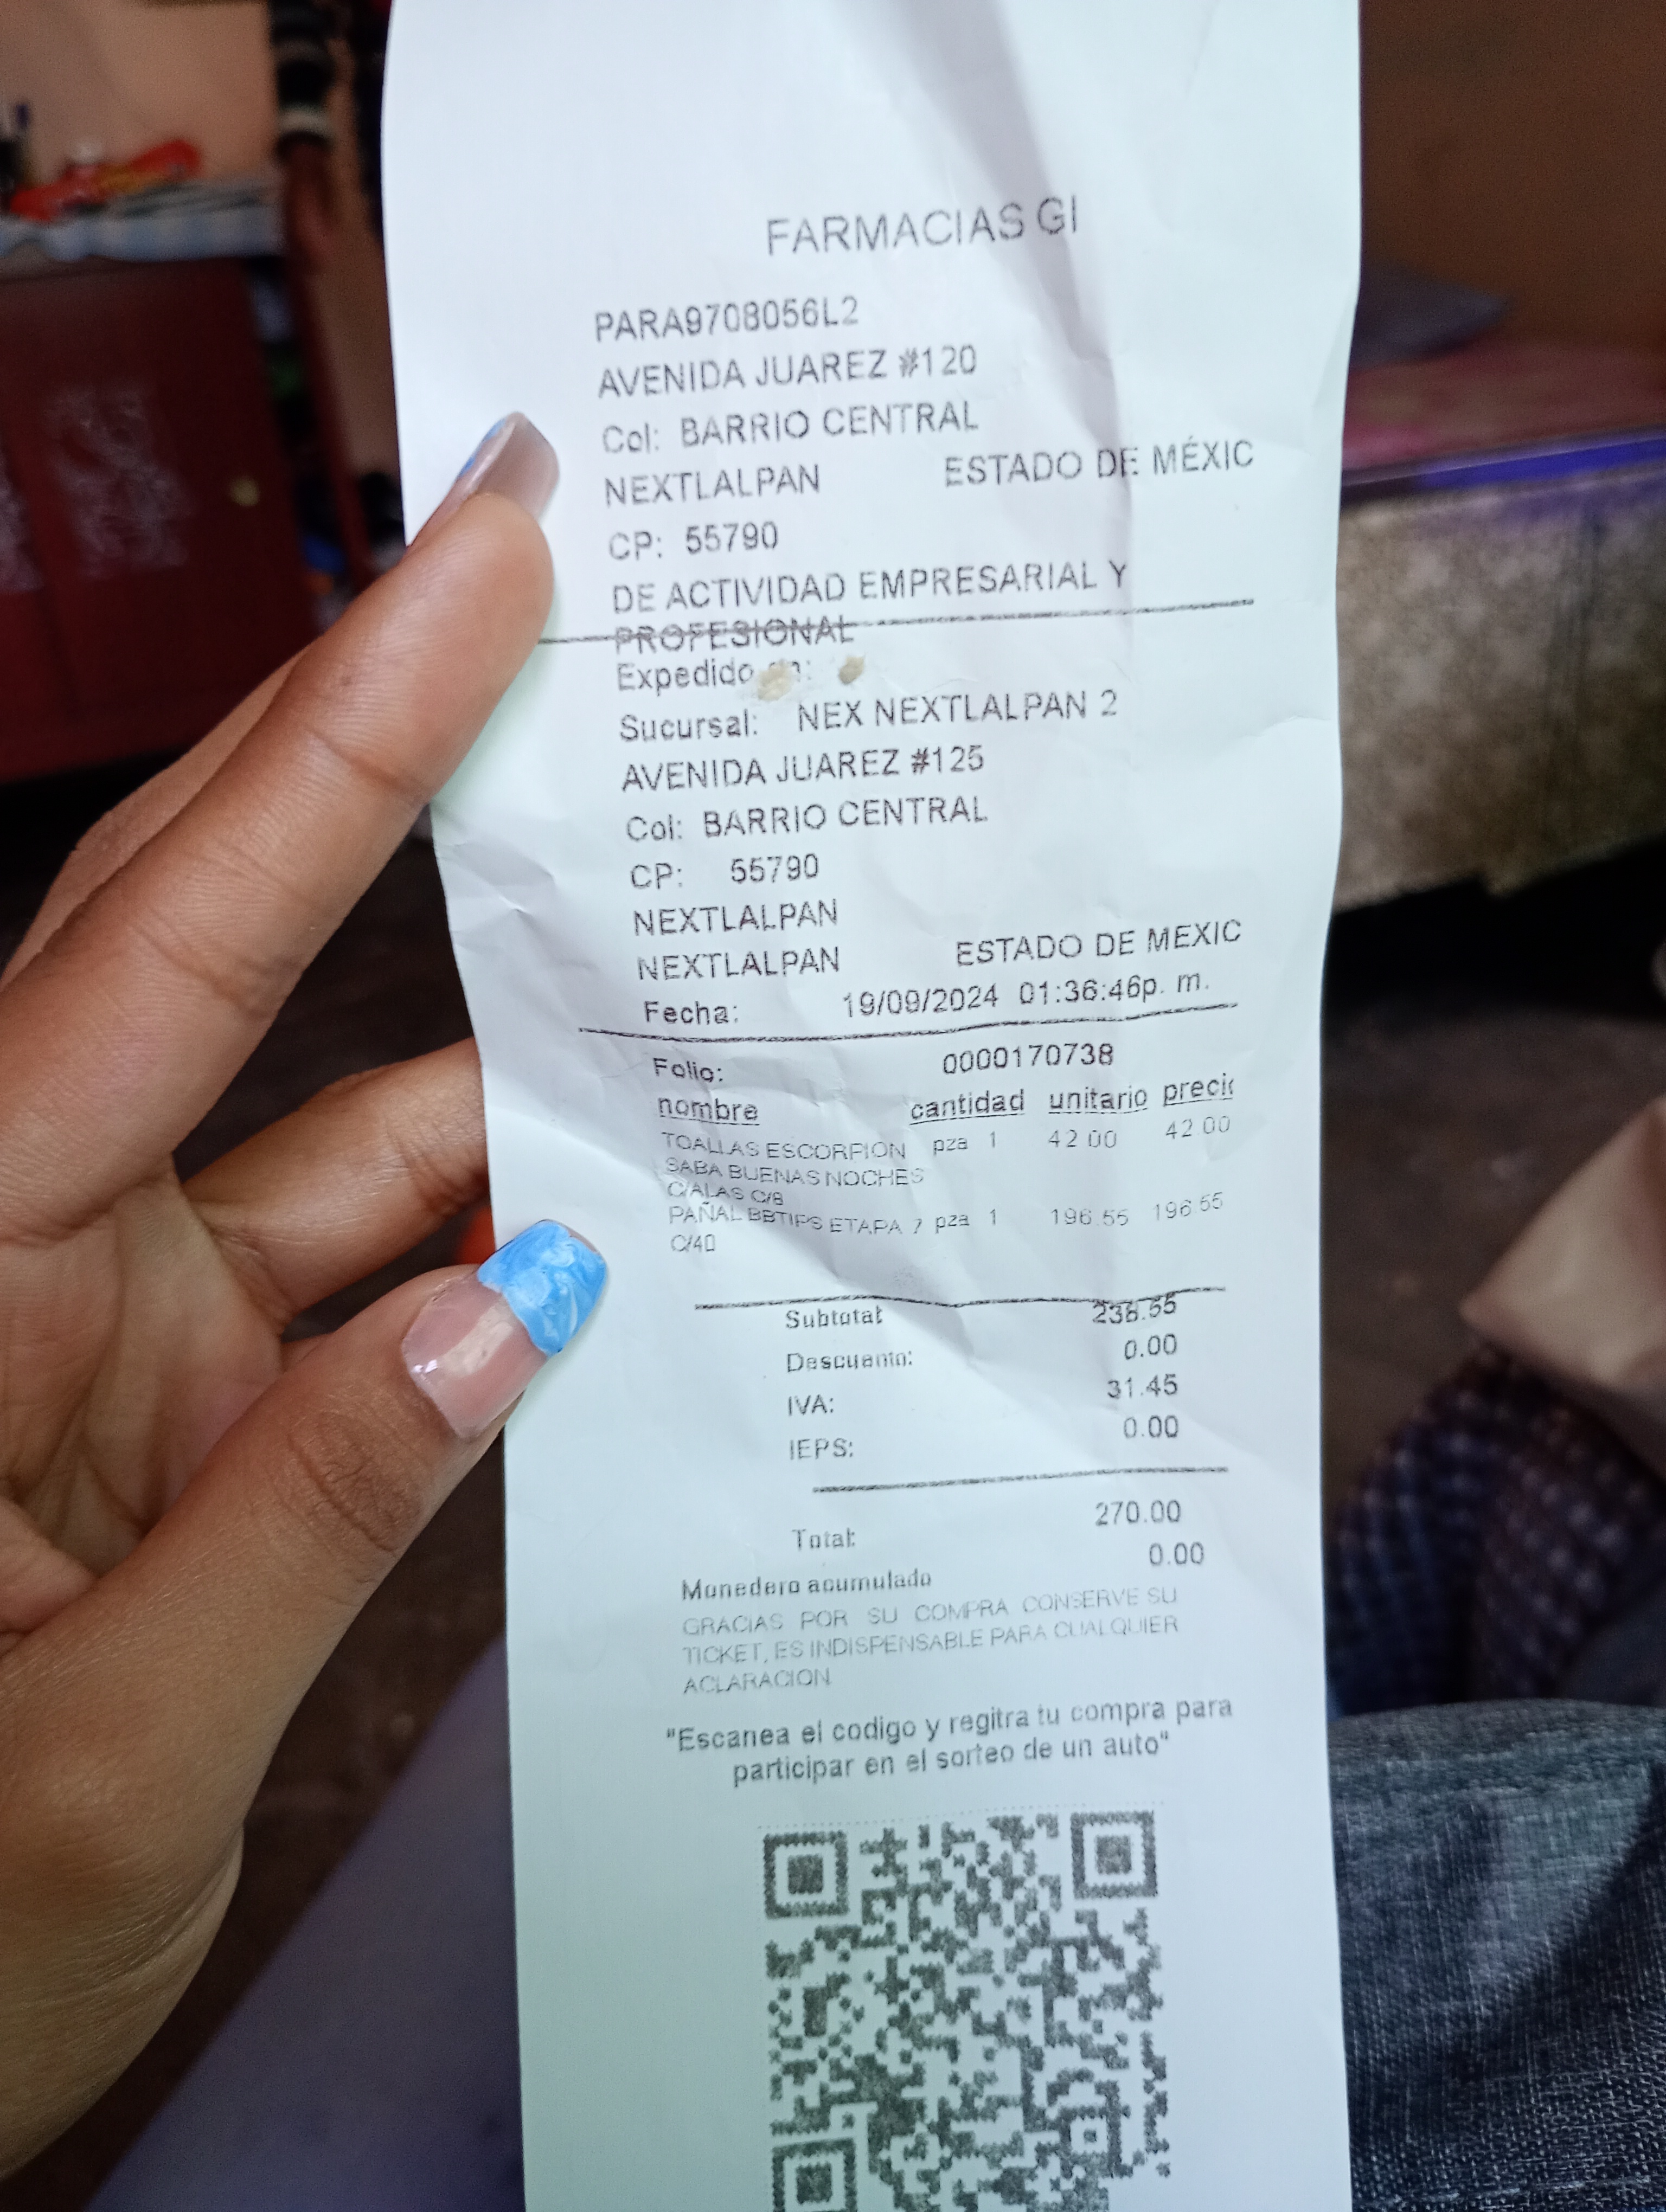 FARMACIAS GI
PARA9708056L2
AVENIDA JUAREZ #120
Col: BARRIO CENTRAL
NEXTLALPAN ESTADO DE MÉXIC
CP: 55790
DE ACTIVIDAD EMPRESARIAL Y
PROFESIONAL
Expedido
Sucursal: NEX NEXTLALPAN 2
AVENIDA JUAREZ #125
Col: BARRIO CENTRAL
CP: 55790
NEXTLALPAN
NEXTLALPAN ESTADO DE MEXIC
Fecha: 19/09/2024 01:36:46p. m.
Folio: 0000170738
nombre cantidad unitario preci
TOALLAS ESCORPION pza 1 42.00 42.00
SABA BUENAS NOCHES
C/ALAS C/8
PAÑAL BBTIPS ETAPA 7 pza 1 196.55 196.55
C/40
Subtotal: 238.55
Descuento: 0.00
IVA: 31.45
IEPS: 0.00
Total: 270.00
Monedero acumulado 0.00
GRACIAS POR SU COMPRA CONSERVE SU
TICKET, ES INDISPENSABLE PARA CUALQUIER
ACLARACION
"Escanea el codigo y regitra tu compra para
participar en el sorteo de un auto"